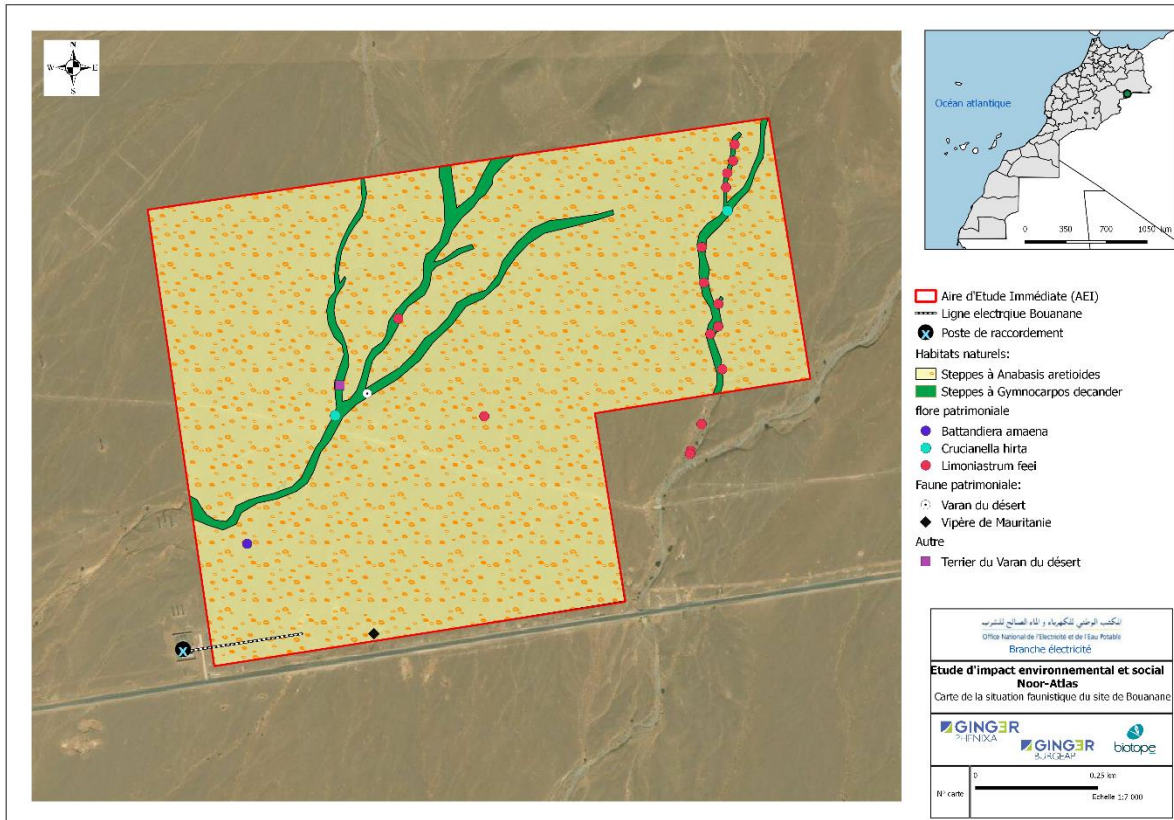 N
W E
S
Océan atlantique
0 350 700 1050 km
Aire d'Etude Immédiate (AEI)
Ligne electrqiue Bouanane
X Poste de raccordement
Habitats naturels:
Steppes à Anabasis aretioides
Steppes à Gymnocarpos decander
flore patrimoniale
Battandiera amaena
Crucianella hirta
Limoniastrum feei
Faune patrimoniale:
Varan du désert
Vipère de Mauritanie
Autre
Terrier du Varan du désert
X
المكتب الوطني للكهرباء و الماء الصالح للشرب
Office National de l'Electricité et de l'Eau Potable
Branche électricité
Etude d'impact environnemental et social
Noor-Atlas
Carte de la situation faunistique du site de Bouanane
GINGER
PHENIXA
GINGER
BURGEAP
biotope
N° carte
0 0.25 km
Echelle 1:7 000